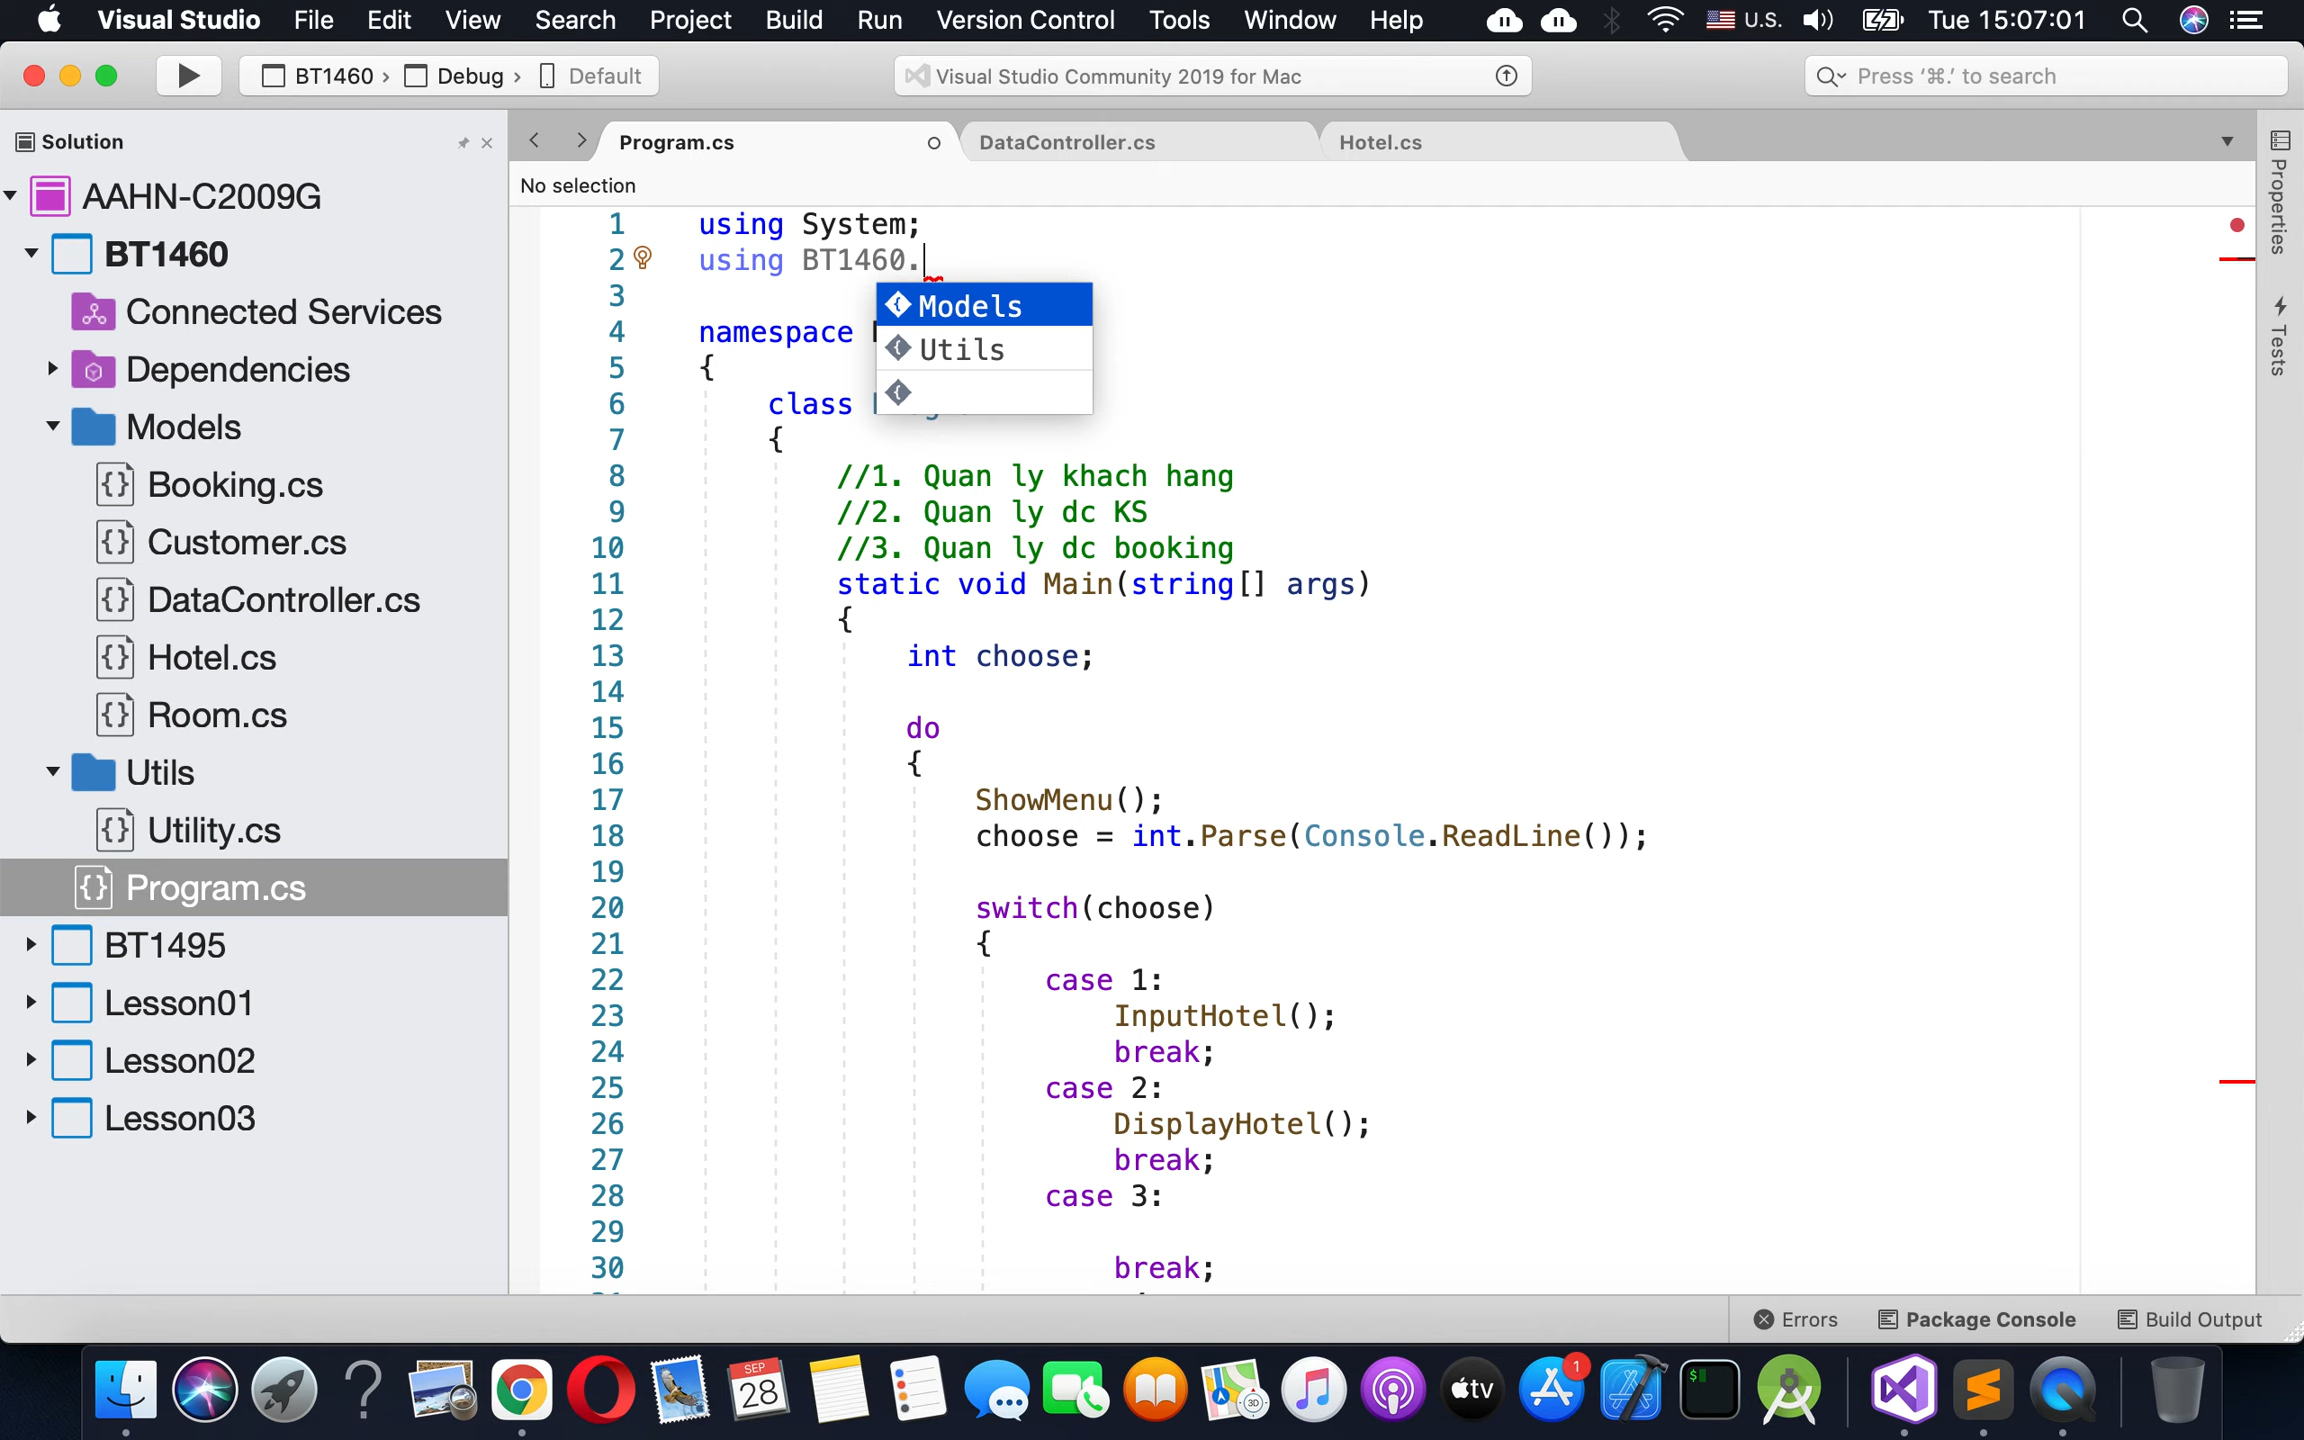 Visual Studio File Edit View Search Project Build Run Version Control Tools Window Help U.S. Tue 15:07:01
BT1460 › Debug › Default
Visual Studio Community 2019 for Mac
Press ‘⌘.’ to search
Solution
Program.cs DataController.cs Hotel.cs
No selection
AAHN-C2009G
BT1460
Connected Services
Dependencies
Models
Booking.cs
Customer.cs
DataController.cs
Hotel.cs
Room.cs
Utils
Utility.cs
Program.cs
BT1495
Lesson01
Lesson02
Lesson03
1 using System;
2 using BT1460.
3
4 namespace
5 {
6 class
7 {
8 //1. Quan ly khach hang
9 //2. Quan ly dc KS
10 //3. Quan ly dc booking
11 static void Main(string[] args)
12 {
13 int choose;
14
15 do
16 {
17 ShowMenu();
18 choose = int.Parse(Console.ReadLine());
19
20 switch(choose)
21 {
22 case 1:
23 InputHotel();
24 break;
25 case 2:
26 DisplayHotel();
27 break;
28 case 3:
29
30 break;
Models
Utils
Properties
Tests
Errors Package Console Build Output
SEP
28
3D
tv
1
$